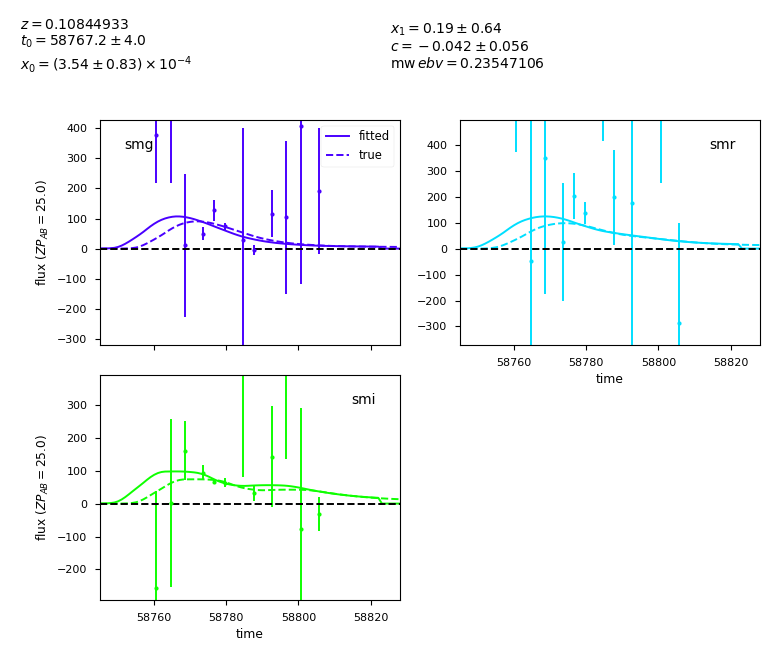 z = 0.10844933
t₀ = 58767.2 ± 4.0
x₀ = (3.54 ± 0.83) × 10⁻⁴
x₁ = 0.19 ± 0.64
c = −0.042 ± 0.056
mw ebv = 0.23547106
smg
fitted
true
400
300
200
100
0
−100
−200
−300
flux (ZP_AB = 25.0)
smr
400
300
200
100
0
−100
−200
−300
58760 58780 58800 58820
time
smi
300
200
100
0
−100
−200
flux (ZP_AB = 25.0)
58760 58780 58800 58820
time